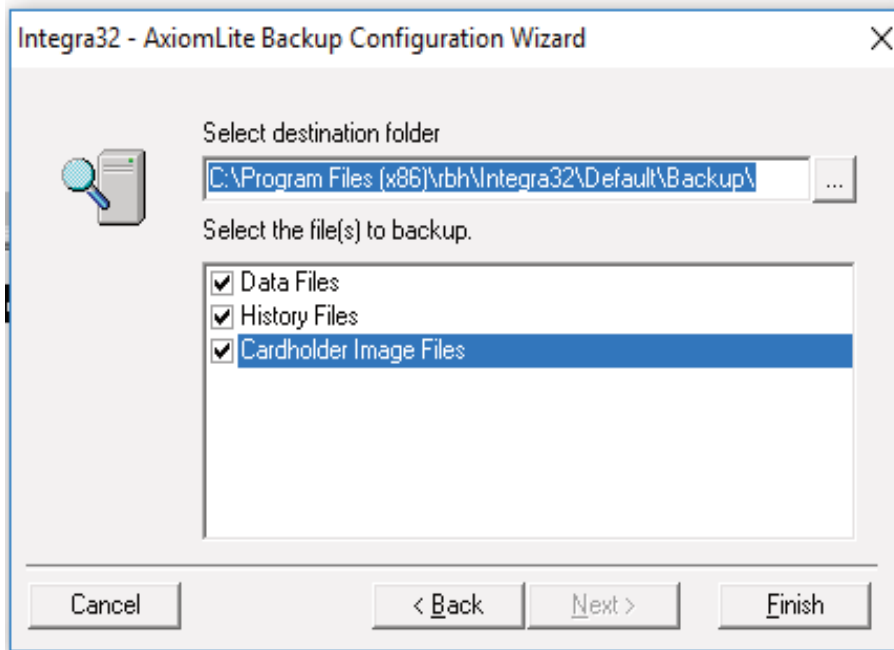 Integra32 - AxiomLite Backup Configuration Wizard
Select destination folder
C:\Program Files (x86)\rbh\Integra32\Default\Backup\
...
Select the file(s) to backup.
Data Files
History Files
Cardholder Image Files
Cancel
< Back
Next >
Finish